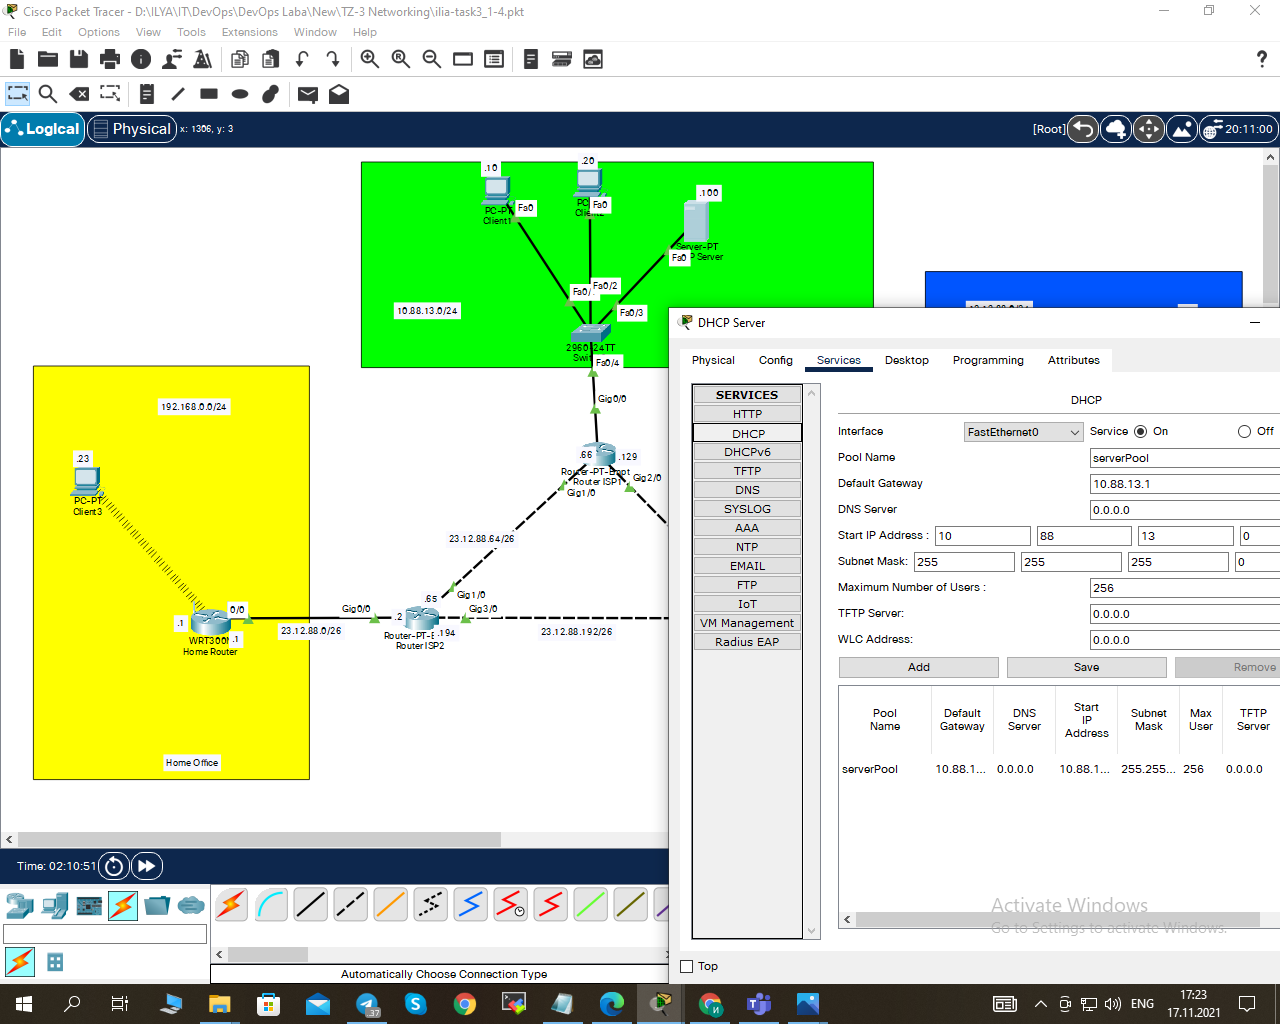 Cisco Packet Tracer - D:\ILYA\IT\DevOps\DevOps Laba\New\TZ-3 Networking\ilia-task3_1-4.pkt
File Edit Options View Tools Extensions Window Help
Logical Physical x: 1306, y: 3
[Root] 20:11:00
.10
.20
.100
PC-PT
Client1
Fa0
PC
Fa0
Server-PT
Fa0
P Server
Fa0/2
Fa0/
Fa0/3
10.88.13.0/24
2960-24TT
Fa0/4
Gig0/0
.66
.129
Router ISP1
Gig2/0
Gig1/0
23.12.88.64/26
192.168.0.0/24
.23
PC-PT
Client3
0/0
.1
.1
Home Router
23.12.88.0/26
Gig0/0
.65
Gig1/0
.2
Gig3/0
.194
Router ISP2
23.12.88.192/26
Home Office
DHCP Server
Physical Config Services Desktop Programming Attributes
SERVICES
HTTP
DHCP
DHCPv6
TFTP
DNS
SYSLOG
AAA
NTP
EMAIL
FTP
IoT
VM Management
Radius EAP
DHCP
Interface FastEthernet0 Service On Off
Pool Name serverPool
Default Gateway 10.88.13.1
DNS Server 0.0.0.0
Start IP Address : 10 88 13 0
Subnet Mask: 255 255 255 0
Maximum Number of Users : 256
TFTP Server: 0.0.0.0
WLC Address: 0.0.0.0
Add Save Remove
Pool Name Default Gateway DNS Server Start IP Address Subnet Mask Max User TFTP Server
serverPool 10.88.1... 0.0.0.0 10.88.1... 255.255... 256 0.0.0.0
Activate Windows
Go to Settings to activate Windows.
Top
Time: 02:10:51
Automatically Choose Connection Type
37
ENG
17:23
17.11.2021